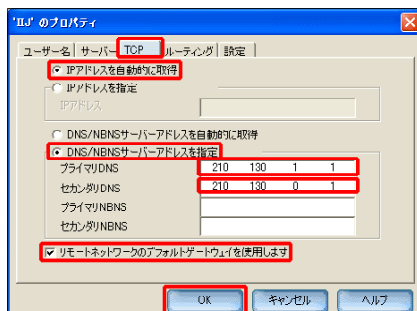 'IIJ' のプロパティ
ユーザー名 サーバー TCP ルーティング 設定
IPアドレスを自動的に取得
IPアドレスを指定
IPアドレス
DNS/NBNSサーバーアドレスを自動的に取得
DNS/NBNSサーバーアドレスを指定
プライマリDNS 210 130 1 1
セカンダリDNS 210 130 0 1
プライマリNBNS
セカンダリNBNS
リモートネットワークのデフォルトゲートウェイを使用します
OK キャンセル ヘルプ